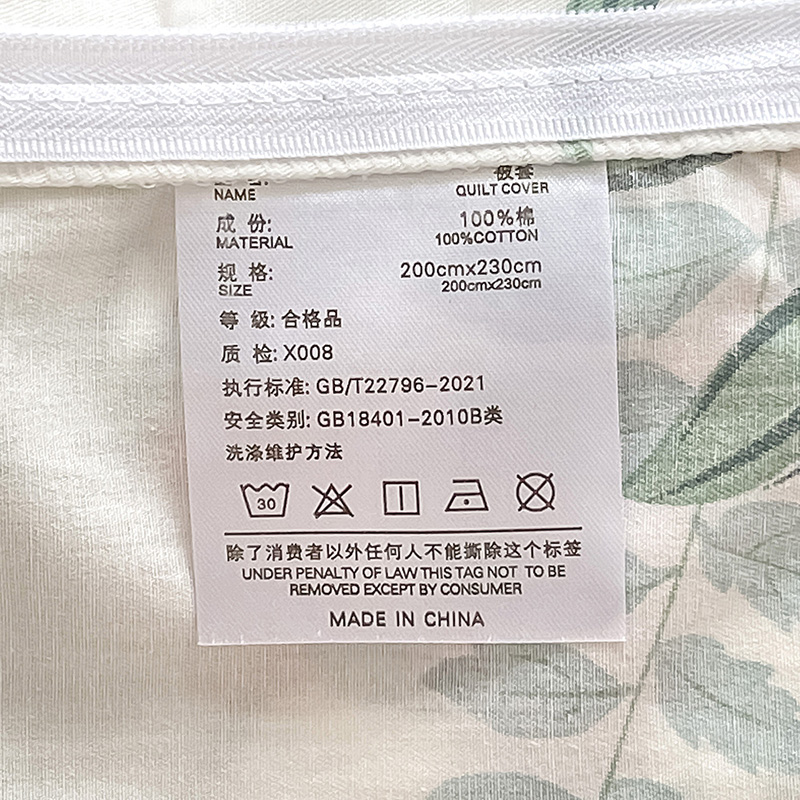 NAME
被套
QUILT COVER
成 份:
100%棉
MATERIAL
100%COTTON
规 格:
200cmx230cm
SIZE
200cmx230cm
等 级: 合格品
质 检: X008
执行标准: GB/T22796-2021
安全类别: GB18401-2010B类
洗涤维护方法
30
除了消费者以外任何人不能撕除这个标签
UNDER PENALTY OF LAW THIS TAG NOT TO BE
REMOVED EXCEPT BY CONSUMER
MADE IN CHINA